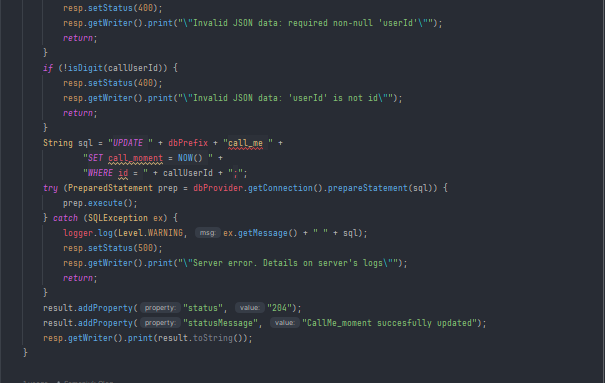 resp.setStatus(400);
resp.getWriter().print("\"Invalid JSON data: required non-null 'userId'\"");
return;
}
if (!isDigit(callUserId)) {
resp.setStatus(400);
resp.getWriter().print("\"Invalid JSON data: 'userId' is not id\"");
return;
}
String sql = "UPDATE " + dbPrefix + "call_me " +
"SET call_moment = NOW() " +
"WHERE id = " + callUserId + ";";
try (PreparedStatement prep = dbProvider.getConnection().prepareStatement(sql)) {
prep.execute();
} catch (SQLException ex) {
logger.log(Level.WARNING, msg: ex.getMessage() + " " + sql);
resp.setStatus(500);
resp.getWriter().print("\"Server error. Details on server's logs\"");
return;
}
result.addProperty( property: "status", value: "204");
result.addProperty( property: "statusMessage", value: "CallMe_moment succesfully updated");
resp.getWriter().print(result.toString());
}